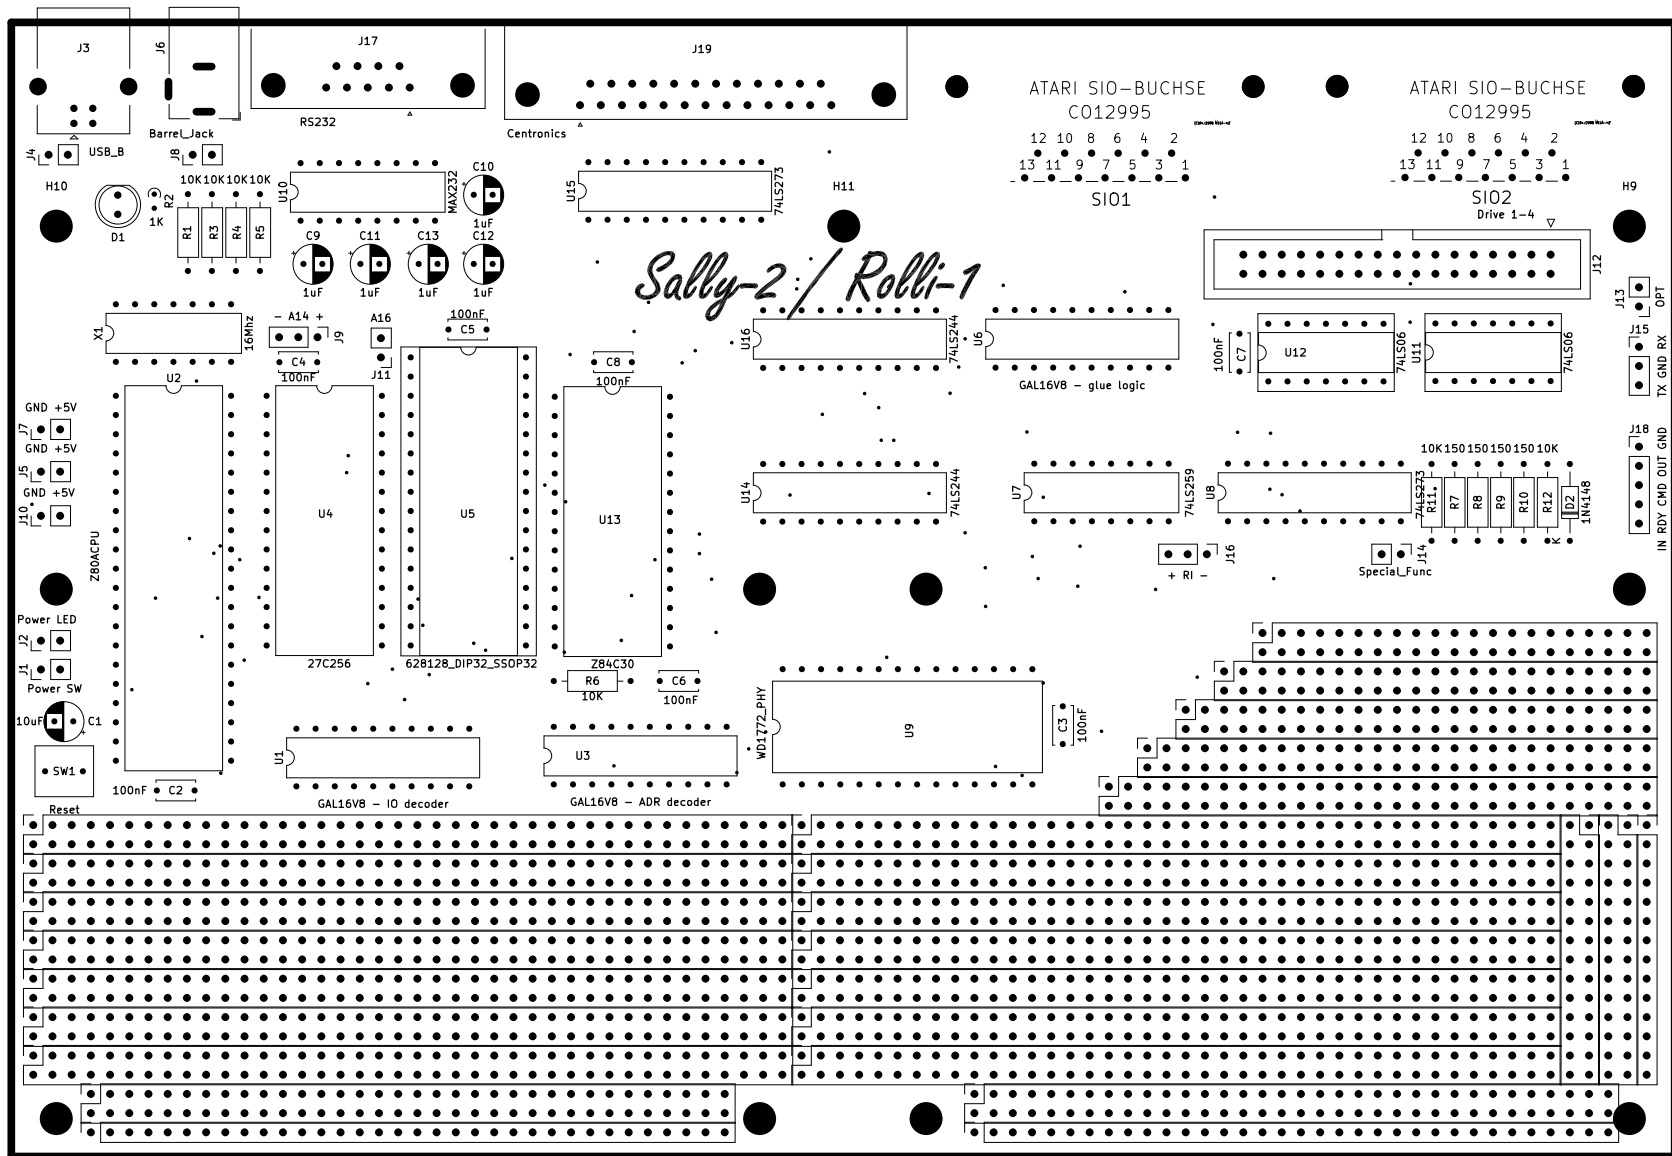 J3
J6
J17
J19
ATARI SIO-BUCHSE
CO12995
ATARI SIO-BUCHSE
CO12995
RS232
Centronics
Barrel_Jack
USB_B
J4
J8
12 10 8 6 4 2
13 11 9 7 5 3 1
SIO1
12 10 8 6 4 2
13 11 9 7 5 3 1
SIO2
Drive 1-4
H10
H11
H9
D1
R2
1K
10K 10K 10K 10K
R1 R3 R4 R5
U10
MAX232
C10
1uF
U15
74LS273
C9 C11 C13 C12
1uF 1uF 1uF 1uF
Sally-2 / Rolli-1
J12
J13
OPT
X1
16Mhz
- A14 +
J9
A16
J11
100nF
C5
C4
100nF
C8
100nF
U16
74LS244
U6
GAL16V8 - glue logic
100nF
C7
U12
74LS06
U11
74LS06
J15
TX GND RX
U2
Z80ACPU
GND +5V
J7
GND +5V
J5
GND +5V
J10
U4
27C256
U5
628128_DIP32_SSOP32
U13
Z84C30
U14
74LS244
U7
74LS259
U8
74LS273
10K 150 150 150 150 10K
R11 R7 R8 R9 R10 R12
D2
1N4148
K
J18
IN RDY CMD OUT GND
J16
+ RI -
J14
Special_Func
Power LED
J2
J1
Power SW
10uF
C1
SW1
Reset
100nF
C2
U1
GAL16V8 - IO decoder
R6
10K
C6
100nF
U3
GAL16V8 - ADR decoder
WD1772_PHY
U9
C3
100nF